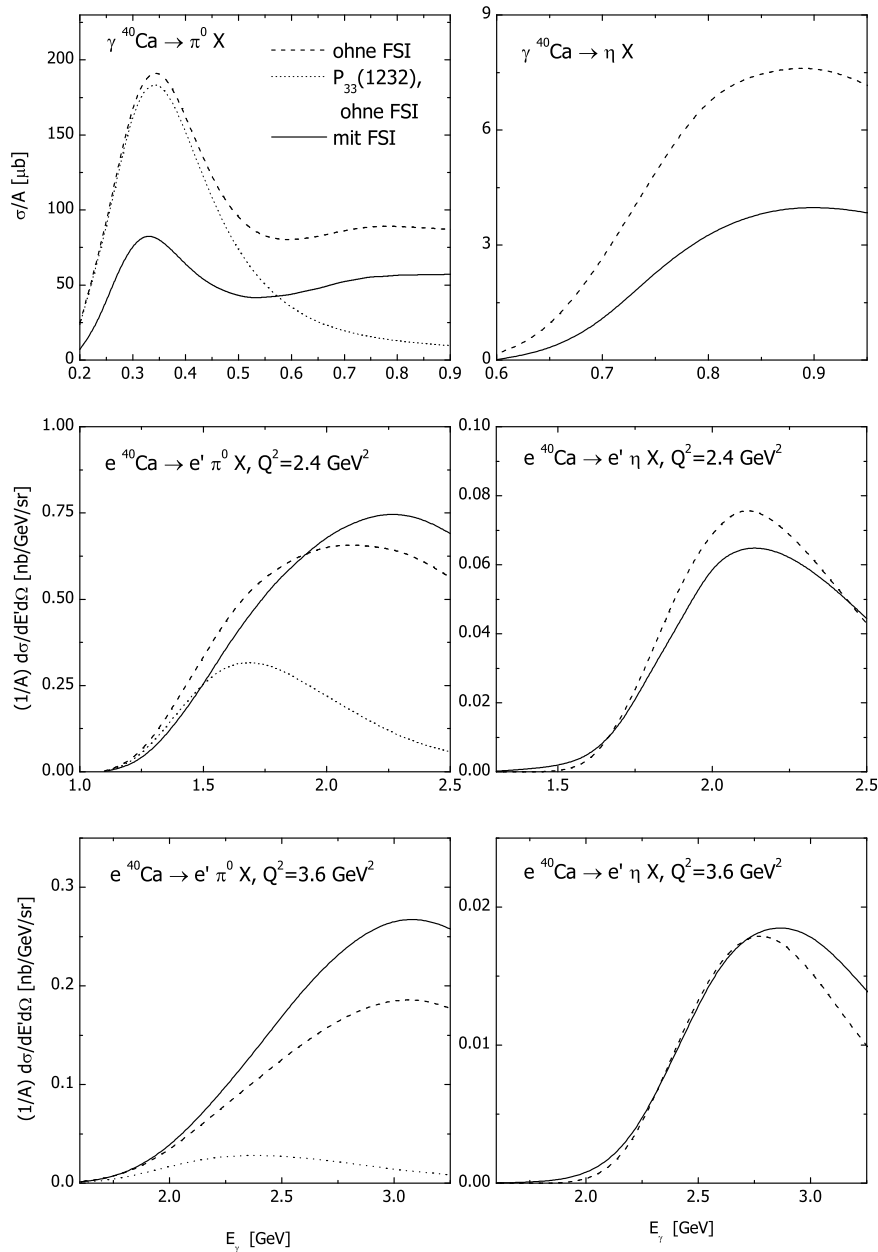 γ ⁴⁰Ca → π⁰ X
ohne FSI
P₃₃(1232),
ohne FSI
mit FSI
σ/A [μb]
200
150
100
50
0
0.2 0.3 0.4 0.5 0.6 0.7 0.8 0.9
γ ⁴⁰Ca → η X
9
6
3
0
0.6 0.7 0.8 0.9
e ⁴⁰Ca → e' π⁰ X, Q²=2.4 GeV²
(1/A) dσ/dE'dΩ [nb/GeV/sr]
1.00
0.75
0.50
0.25
0.00
1.0 1.5 2.0 2.5
e ⁴⁰Ca → e' η X, Q²=2.4 GeV²
0.10
0.08
0.06
0.04
0.02
0.00
1.5 2.0 2.5
e ⁴⁰Ca → e' π⁰ X, Q²=3.6 GeV²
(1/A) dσ/dE'dΩ [nb/GeV/sr]
0.3
0.2
0.1
0.0
2.0 2.5 3.0
E_γ [GeV]
e ⁴⁰Ca → e' η X, Q²=3.6 GeV²
0.02
0.01
0.00
2.0 2.5 3.0
E_γ [GeV]